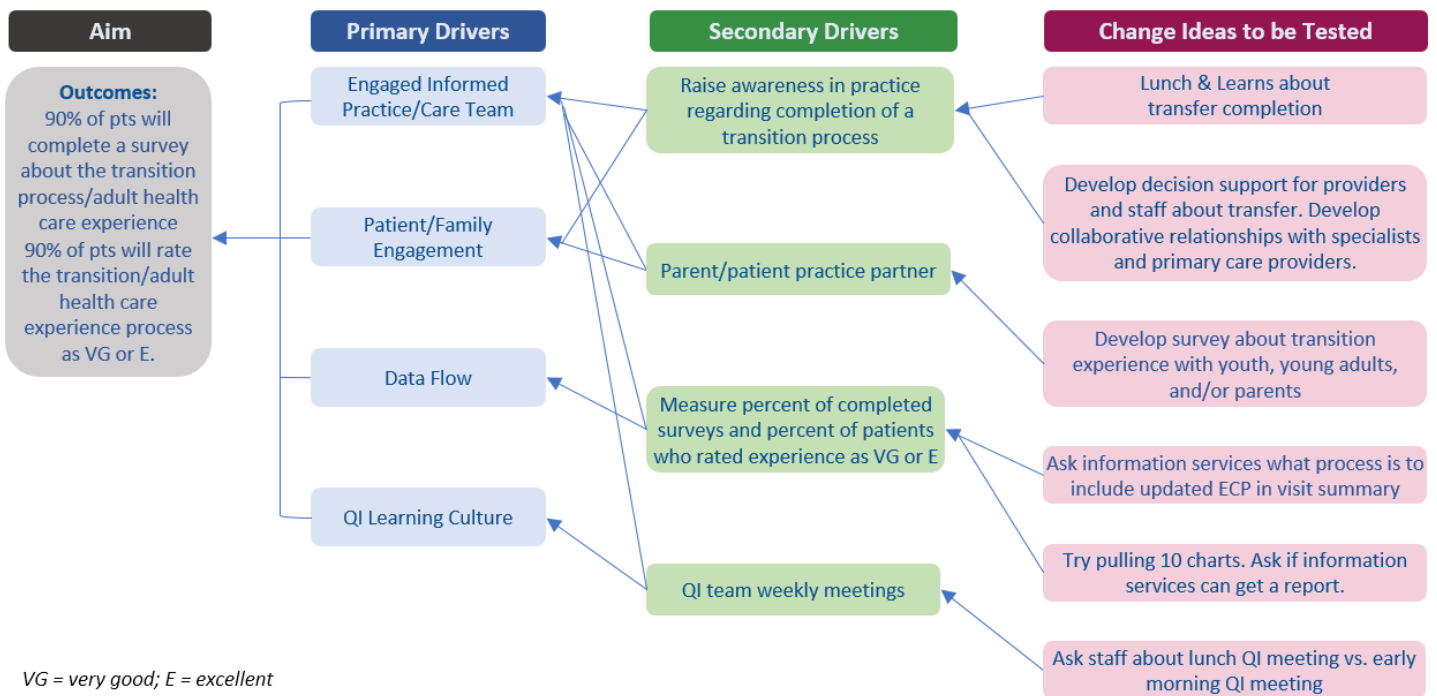 Aim
Primary Drivers
Secondary Drivers
Change Ideas to be Tested
Outcomes:
90% of pts will
complete a survey
about the transition
process/adult health
care experience
90% of pts will rate
the transition/adult
health care
experience process
as VG or E.
Engaged Informed
Practice/Care Team
Patient/Family
Engagement
Data Flow
QI Learning Culture
Raise awareness in practice
regarding completion of a
transition process
Parent/patient practice partner
Measure percent of completed
surveys and percent of patients
who rated experience as VG or E
QI team weekly meetings
Lunch & Learns about
transfer completion
Develop decision support for providers
and staff about transfer. Develop
collaborative relationships with specialists
and primary care providers.
Develop survey about transition
experience with youth, young adults,
and/or parents
Ask information services what process is to
include updated ECP in visit summary
Try pulling 10 charts. Ask if information
services can get a report.
Ask staff about lunch QI meeting vs. early
morning QI meeting
VG = very good; E = excellent